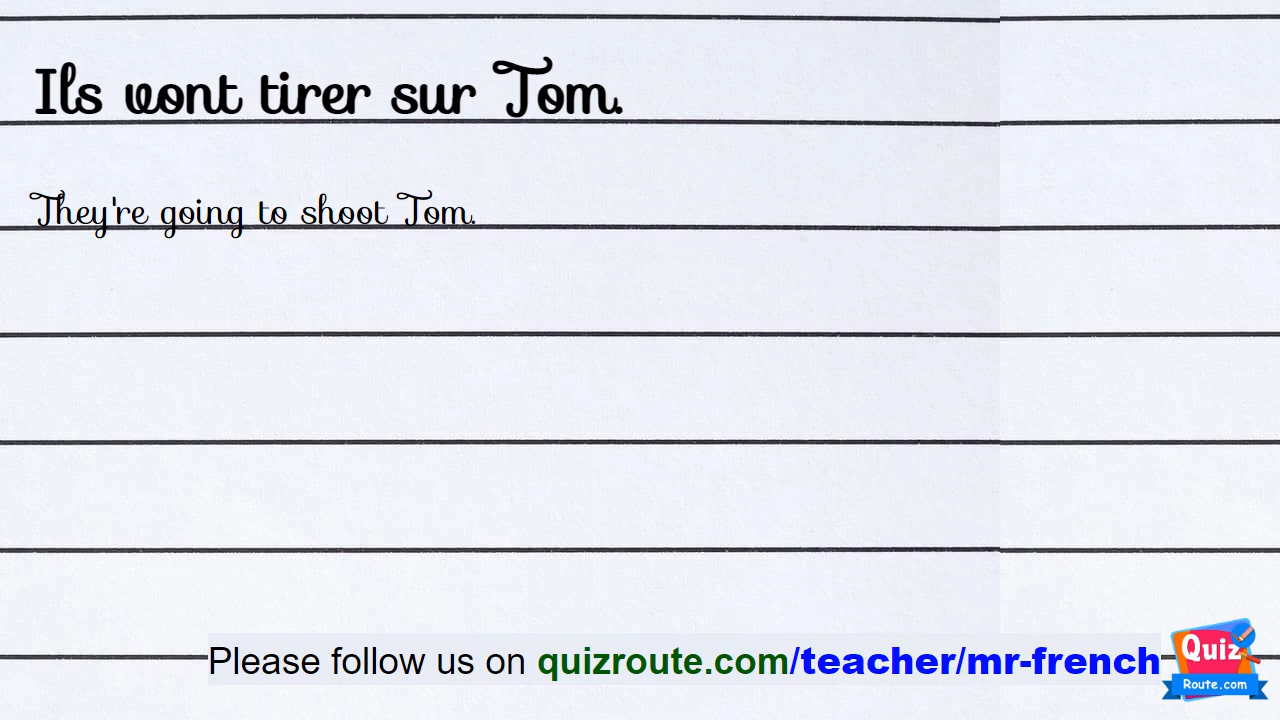 Ils vont tirer sur Tom.
They're going to shoot Tom.
Please follow us on quizroute.com/teacher/mr-french
Quiz
Route.com